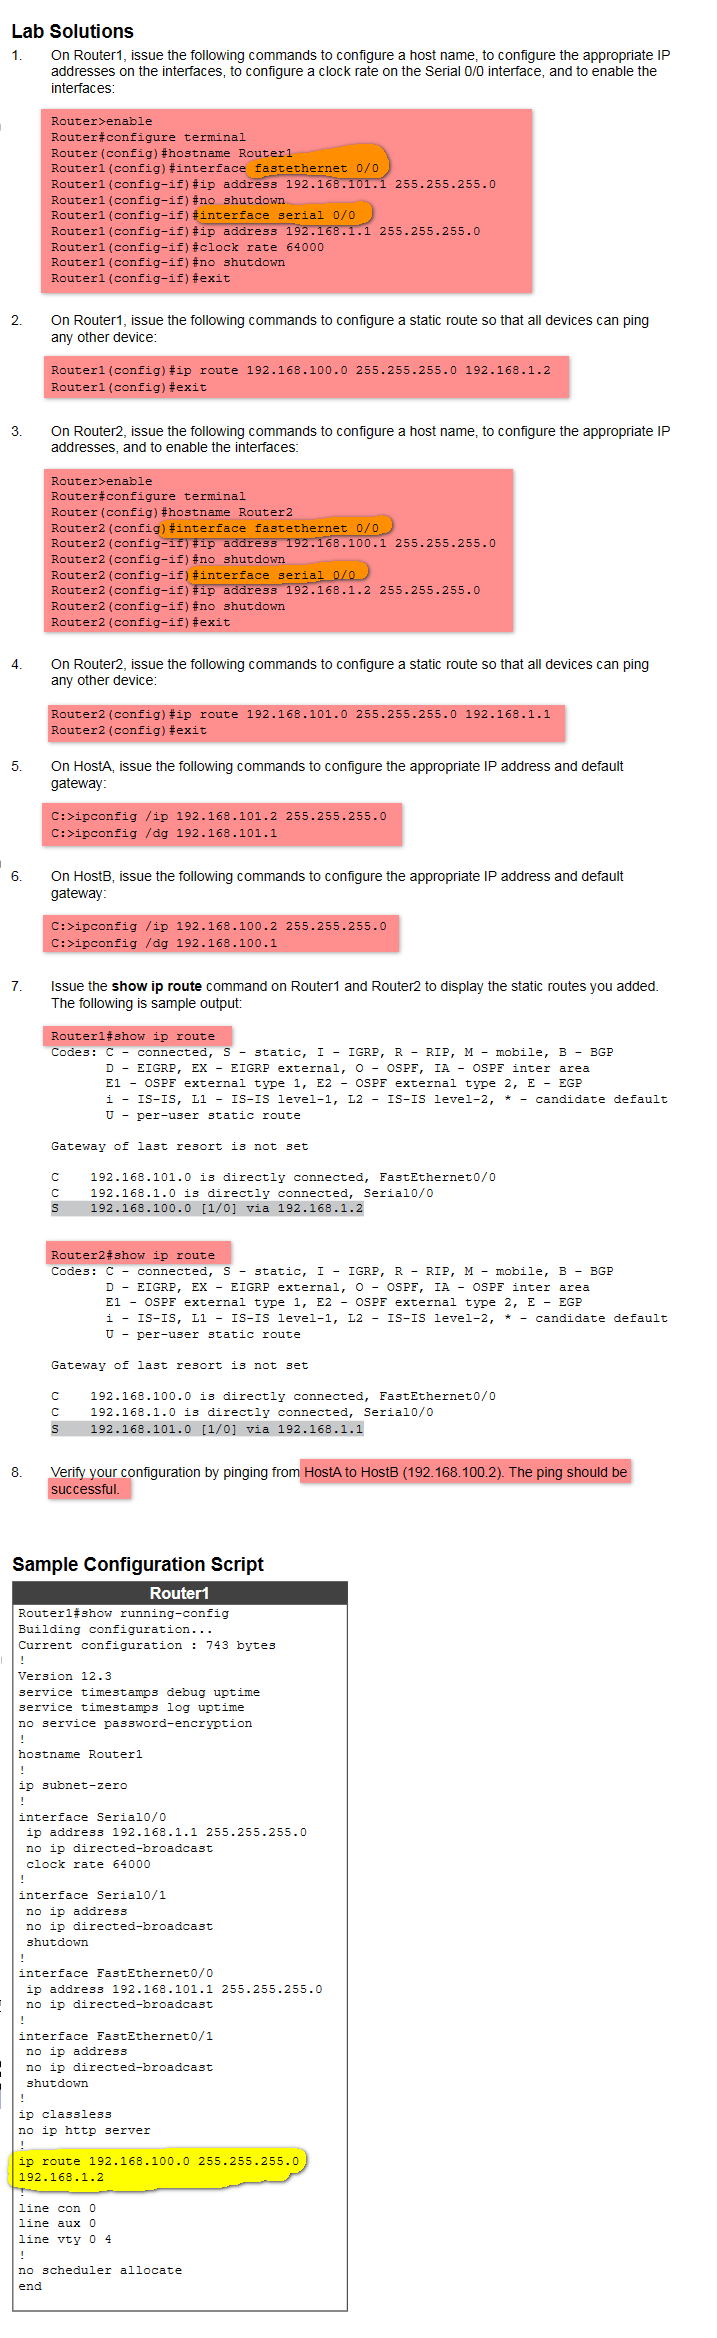 Lab Solutions
1. On Router1, issue the following commands to configure a host name, to configure the appropriate IP
addresses on the interfaces, to configure a clock rate on the Serial 0/0 interface, and to enable the
interfaces:
Router>enable
Router#configure terminal
Router(config)#hostname Router1
Router1(config)#interface fastethernet 0/0
Router1(config-if)#ip address 192.168.101.1 255.255.255.0
Router1(config-if)#no shutdown
Router1(config-if)#interface serial 0/0
Router1(config-if)#ip address 192.168.1.1 255.255.255.0
Router1(config-if)#clock rate 64000
Router1(config-if)#no shutdown
Router1(config-if)#exit
2. On Router1, issue the following commands to configure a static route so that all devices can ping
any other device:
Router1(config)#ip route 192.168.100.0 255.255.255.0 192.168.1.2
Router1(config)#exit
3. On Router2, issue the following commands to configure a host name, to configure the appropriate IP
addresses, and to enable the interfaces:
Router>enable
Router#configure terminal
Router(config)#hostname Router2
Router2(config)#interface fastethernet 0/0
Router2(config-if)#ip address 192.168.100.1 255.255.255.0
Router2(config-if)#no shutdown
Router2(config-if)#interface serial 0/0
Router2(config-if)#ip address 192.168.1.2 255.255.255.0
Router2(config-if)#no shutdown
Router2(config-if)#exit
4. On Router2, issue the following commands to configure a static route so that all devices can ping
any other device:
Router2(config)#ip route 192.168.101.0 255.255.255.0 192.168.1.1
Router2(config)#exit
5. On HostA, issue the following commands to configure the appropriate IP address and default
gateway:
C:>ipconfig /ip 192.168.101.2 255.255.255.0
C:>ipconfig /dg 192.168.101.1
6. On HostB, issue the following commands to configure the appropriate IP address and default
gateway:
C:>ipconfig /ip 192.168.100.2 255.255.255.0
C:>ipconfig /dg 192.168.100.1
7. Issue the show ip route command on Router1 and Router2 to display the static routes you added.
The following is sample output:
Router1#show ip route
Codes: C - connected, S - static, I - IGRP, R - RIP, M - mobile, B - BGP
D - EIGRP, EX - EIGRP external, O - OSPF, IA - OSPF inter area
E1 - OSPF external type 1, E2 - OSPF external type 2, E - EGP
i - IS-IS, L1 - IS-IS level-1, L2 - IS-IS level-2, * - candidate default
U - per-user static route
Gateway of last resort is not set
C 192.168.101.0 is directly connected, FastEthernet0/0
C 192.168.1.0 is directly connected, Serial0/0
S 192.168.100.0 [1/0] via 192.168.1.2
Router2#show ip route
Codes: C - connected, S - static, I - IGRP, R - RIP, M - mobile, B - BGP
D - EIGRP, EX - EIGRP external, O - OSPF, IA - OSPF inter area
E1 - OSPF external type 1, E2 - OSPF external type 2, E - EGP
i - IS-IS, L1 - IS-IS level-1, L2 - IS-IS level-2, * - candidate default
U - per-user static route
Gateway of last resort is not set
C 192.168.100.0 is directly connected, FastEthernet0/0
C 192.168.1.0 is directly connected, Serial0/0
S 192.168.101.0 [1/0] via 192.168.1.1
8. Verify your configuration by pinging from HostA to HostB (192.168.100.2). The ping should be
successful.
Sample Configuration Script
Router1
Router1#show running-config
Building configuration...
Current configuration : 743 bytes
!
Version 12.3
service timestamps debug uptime
service timestamps log uptime
no service password-encryption
!
hostname Router1
!
ip subnet-zero
!
interface Serial0/0
ip address 192.168.1.1 255.255.255.0
no ip directed-broadcast
clock rate 64000
!
interface Serial0/1
no ip address
no ip directed-broadcast
shutdown
!
interface FastEthernet0/0
ip address 192.168.101.1 255.255.255.0
no ip directed-broadcast
!
interface FastEthernet0/1
no ip address
no ip directed-broadcast
shutdown
!
ip classless
no ip http server
!
ip route 192.168.100.0 255.255.255.0
192.168.1.2
!
line con 0
line aux 0
line vty 0 4
!
no scheduler allocate
end